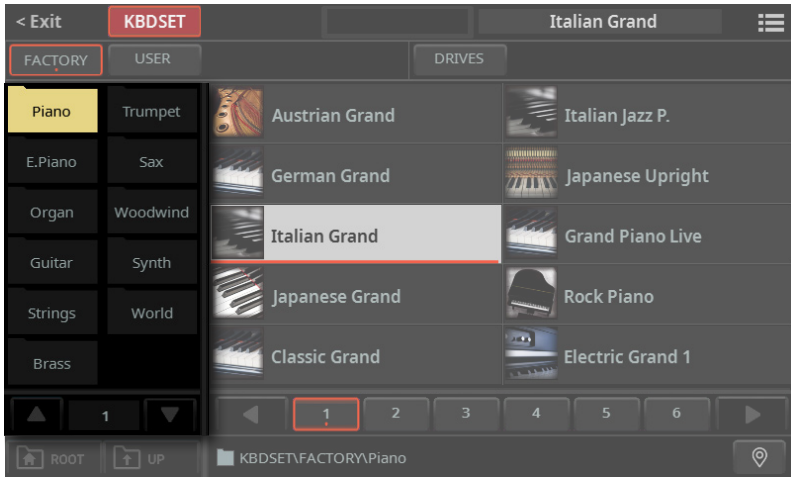 < Exit KBDSET Italian Grand
FACTORY USER DRIVES
Piano Trumpet Austrian Grand Italian Jazz P.
E.Piano Sax German Grand Japanese Upright
Organ Woodwind Italian Grand Grand Piano Live
Guitar Synth Japanese Grand Rock Piano
Strings World Classic Grand Electric Grand 1
Brass
1 1 2 3 4 5 6
ROOT UP KBDSET\FACTORY\Piano